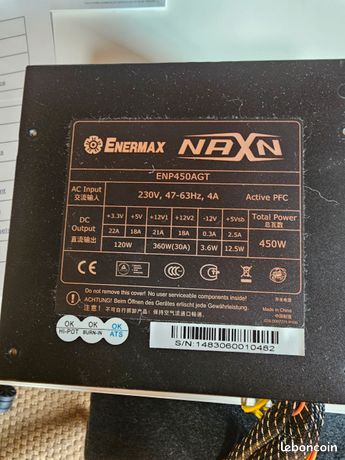 ENERMAX NAXN
ENP450AGT
AC Input 230V, 47-63Hz, 4A Active PFC
交流输入
DC Output +3.3V +5V +12V1 +12V2 -12V +5Vsb Total Power
直流输出 22A 18A 21A 18A 0.3A 2.5A 总瓦数
120W 360W(30A) 3.6W 12.5W 450W
Do not remove this cover! No user serviceable components inside!
ACHTUNG! Beim Öffnen des Gerätes erlischt jeglicher Gewährleistung.
Made in China
OK OK OK
HI-POT BURN-IN ATS
S/N:1483060010482
leboncoin